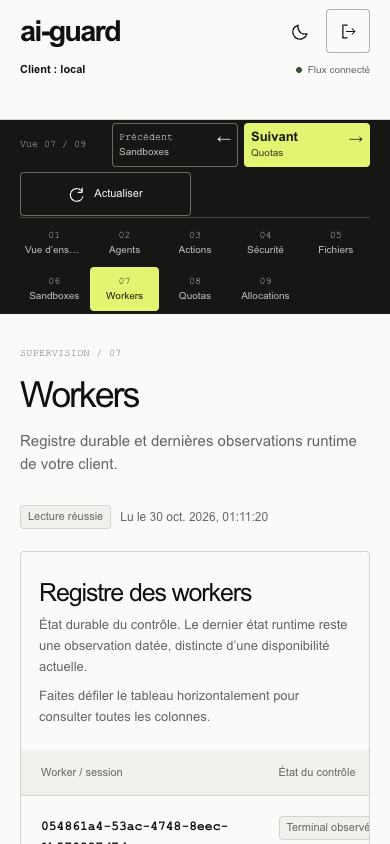 ai-guard
Client : local
Flux connecté
Vue 07 / 09
Précédent
Sandboxes
←
Suivant
Quotas
→
Actualiser
01
Vue d'ens…
02
Agents
03
Actions
04
Sécurité
05
Fichiers
06
Sandboxes
07
Workers
08
Quotas
09
Allocations
SUPERVISION / 07
Workers
Registre durable et dernières observations runtime
de votre client.
Lecture réussie
Lu le 30 oct. 2026, 01:11:20
Registre des workers
État durable du contrôle. Le dernier état runtime reste
une observation datée, distincte d'une disponibilité
actuelle.
Faites défiler le tableau horizontalement pour
consulter toutes les colonnes.
Worker / session
État du contrôle
054861a4-53ac-4748-8eec-
Terminal observé